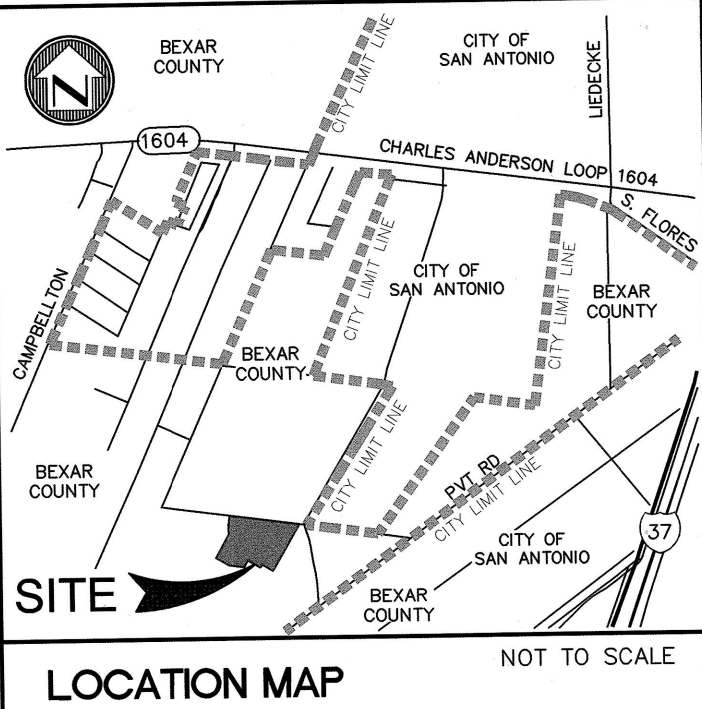 BEXAR
COUNTY
CITY LIMIT LINE
CITY OF
SAN ANTONIO
LIEDECKE
N
1604
CHARLES ANDERSON LOOP 1604
S. FLORES
CAMPBELLTON
CITY LIMIT LINE
CITY OF
SAN ANTONIO
CITY LIMIT LINE
BEXAR
COUNTY
BEXAR
COUNTY
CITY LIMIT LINE
BEXAR
COUNTY
PVT RD
CITY LIMIT LINE
CITY OF
SAN ANTONIO
37
SITE
BEXAR
COUNTY
LOCATION MAP
NOT TO SCALE